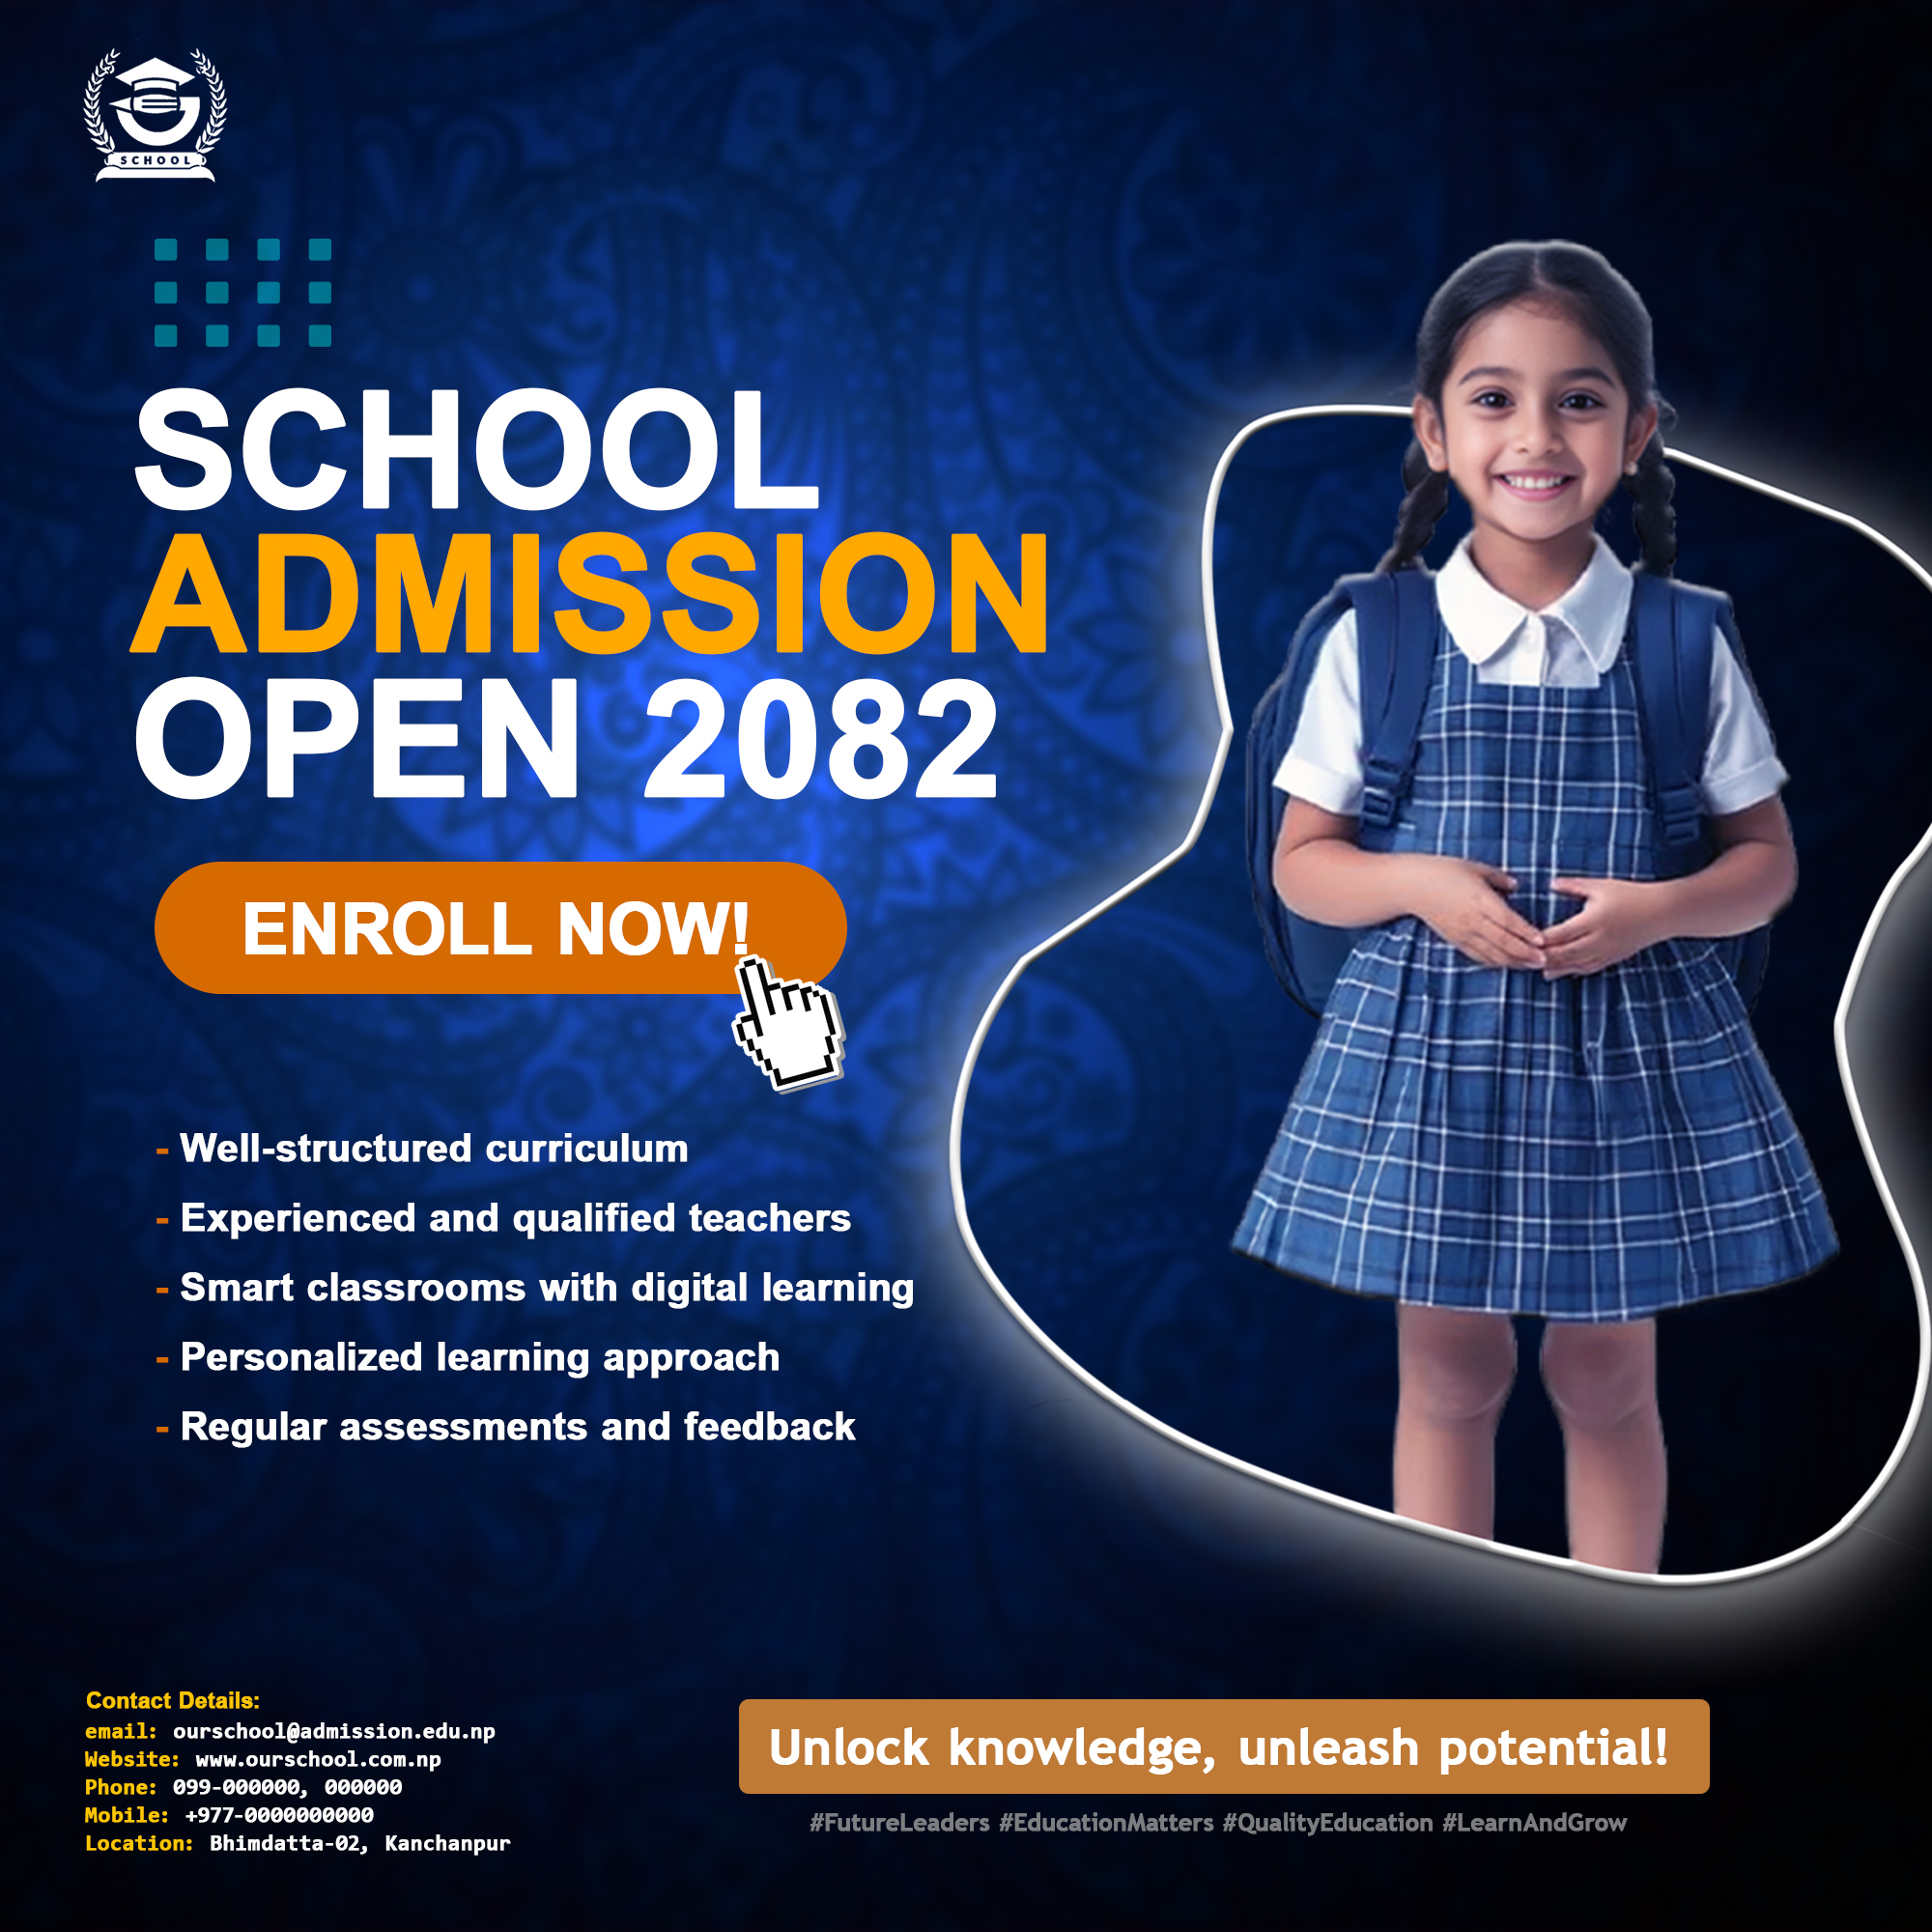 SCHOOL
SCHOOL
ADMISSION
OPEN 2082
ENROLL NOW!
- Well-structured curriculum
- Experienced and qualified teachers
- Smart classrooms with digital learning
- Personalized learning approach
- Regular assessments and feedback
Contact Details:
email: ourschool@admission.edu.np
Website: www.ourschool.com.np
Phone: 099-000000, 000000
Mobile: +977-0000000000
Location: Bhimdatta-02, Kanchanpur
Unlock knowledge, unleash potential!
#FutureLeaders #EducationMatters #QualityEducation #LearnAndGrow